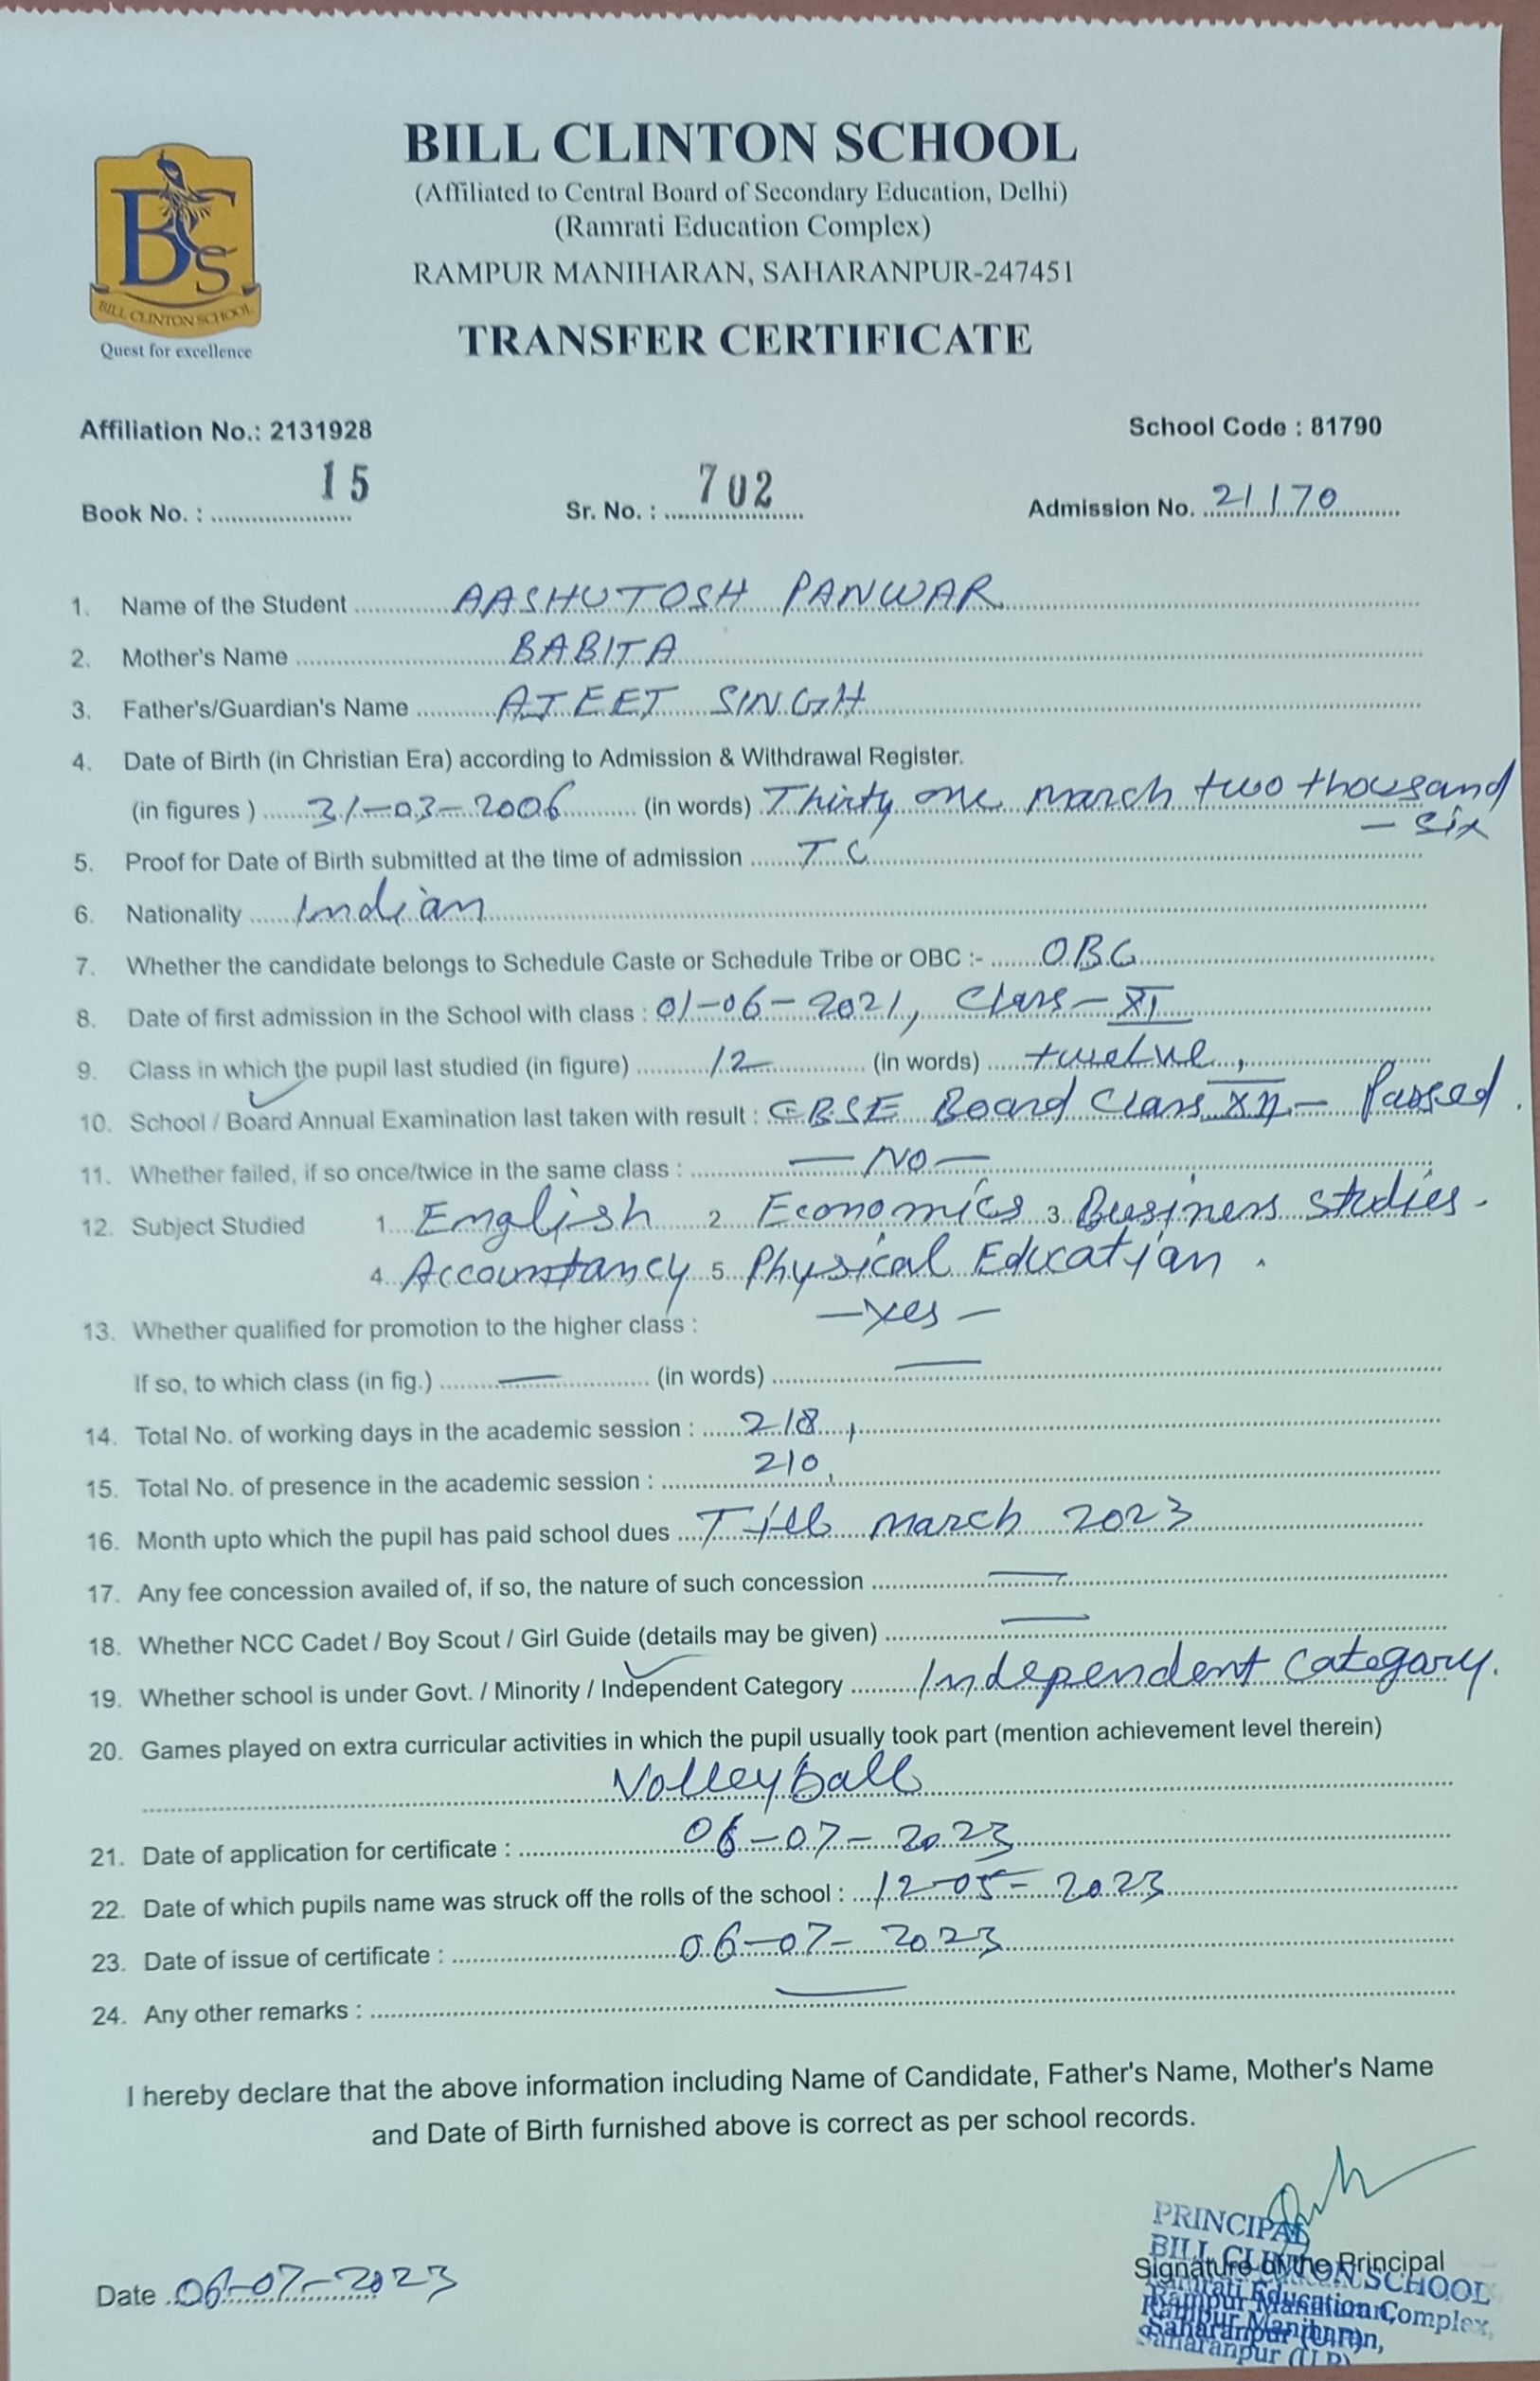 BCS
BILL CLINTON SCHOOL
Quest for excellence
BILL CLINTON SCHOOL
(Affiliated to Central Board of Secondary Education, Delhi)
(Ramrati Education Complex)
RAMPUR MANIHARAN, SAHARANPUR-247451
TRANSFER CERTIFICATE
Affiliation No.: 2131928 School Code : 81790
Book No. : 15 Sr. No. : 702 Admission No. 21170
1. Name of the Student AASHUTOSH PANWAR
2. Mother's Name BABITA
3. Father's/Guardian's Name AJEET SINGH
4. Date of Birth (in Christian Era) according to Admission & Withdrawal Register.
(in figures ) 31-03-2006 (in words) Thirty one march two thousand
- six
5. Proof for Date of Birth submitted at the time of admission T C
6. Nationality Indian
7. Whether the candidate belongs to Schedule Caste or Schedule Tribe or OBC :- OBC
8. Date of first admission in the School with class : 01-06-2021, Class-XI
9. Class in which the pupil last studied (in figure) 12 (in words) twelve,
10. School / Board Annual Examination last taken with result : CBSE Board Class XII - Passed.
11. Whether failed, if so once/twice in the same class : - No -
12. Subject Studied 1. English 2. Economics 3. Business Studies.
4. Accountancy 5. Physical Education.
13. Whether qualified for promotion to the higher class : - yes -
If so, to which class (in fig.) — (in words) —
14. Total No. of working days in the academic session : 218,
15. Total No. of presence in the academic session : 210,
16. Month upto which the pupil has paid school dues Till march 2023
17. Any fee concession availed of, if so, the nature of such concession —
18. Whether NCC Cadet / Boy Scout / Girl Guide (details may be given) —
19. Whether school is under Govt. / Minority / Independent Category Independent Category.
20. Games played on extra curricular activities in which the pupil usually took part (mention achievement level therein)
Volleyball
21. Date of application for certificate : 06-07-2023
22. Date of which pupils name was struck off the rolls of the school : 12-05-2023
23. Date of issue of certificate : 06-07-2023
24. Any other remarks : —
I hereby declare that the above information including Name of Candidate, Father's Name, Mother's Name
and Date of Birth furnished above is correct as per school records.
Date 06-07-2023
PRINCIPAL
BILL CLINTON SCHOOL
Signature of the Principal
Ramrati Education Complex,
Rampur Maniharan,
Saharanpur (U.P)